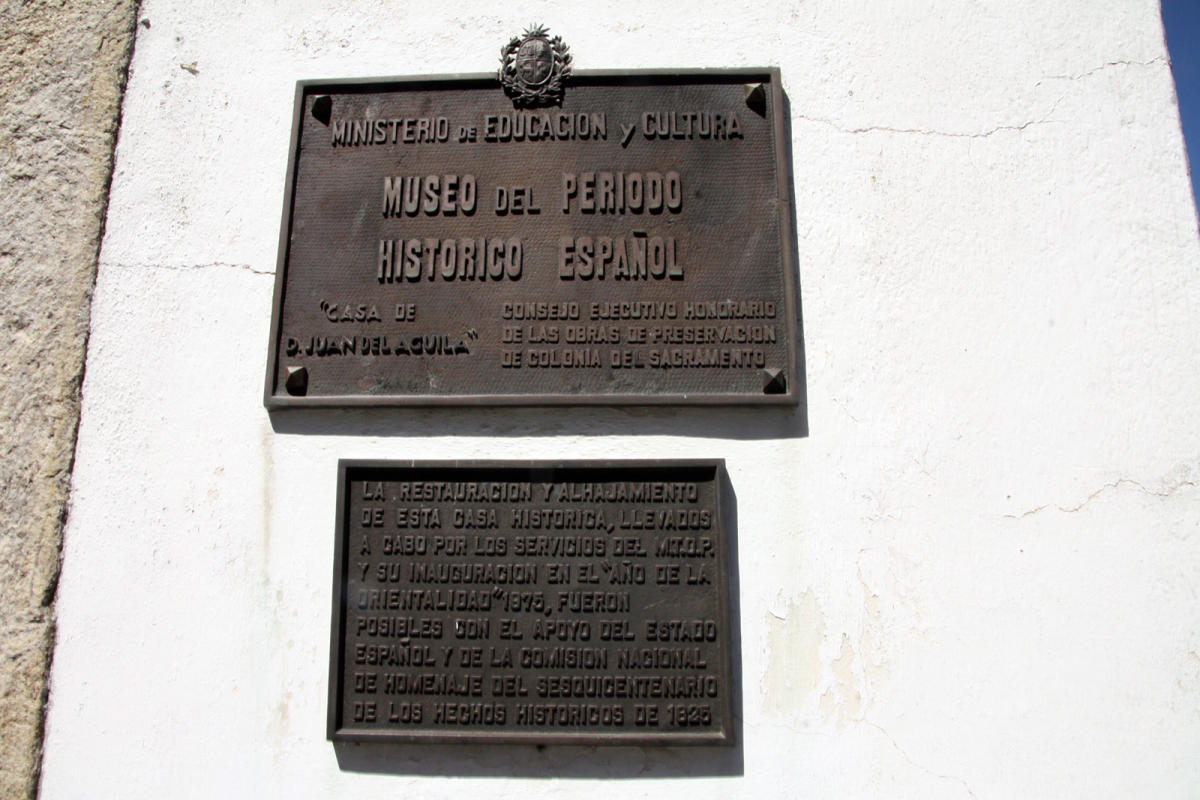 MINISTERIO DE EDUCACION y CULTURA
MUSEO DEL PERIODO
HISTORICO ESPAÑOL
"CASA DE
D. JUAN DEL AGUILA"
CONSEJO EJECUTIVO HONORARIO
DE LAS OBRAS DE PRESERVACION
DE COLONIA DEL SACRAMENTO
LA RESTAURACION Y ALHAJAMIENTO
DE ESTA CASA HISTORICA, LLEVADOS
A CABO POR LOS SERVICIOS DEL M.T.O.P.
Y SU INAUGURACION EN EL "AÑO DE LA
ORIENTALIDAD" 1975, FUERON
POSIBLES CON EL APOYO DEL ESTADO
ESPAÑOL Y DE LA COMISION NACIONAL
DE HOMENAJE DEL SESQUICENTENARIO
DE LOS HECHOS HISTORICOS DE 1825